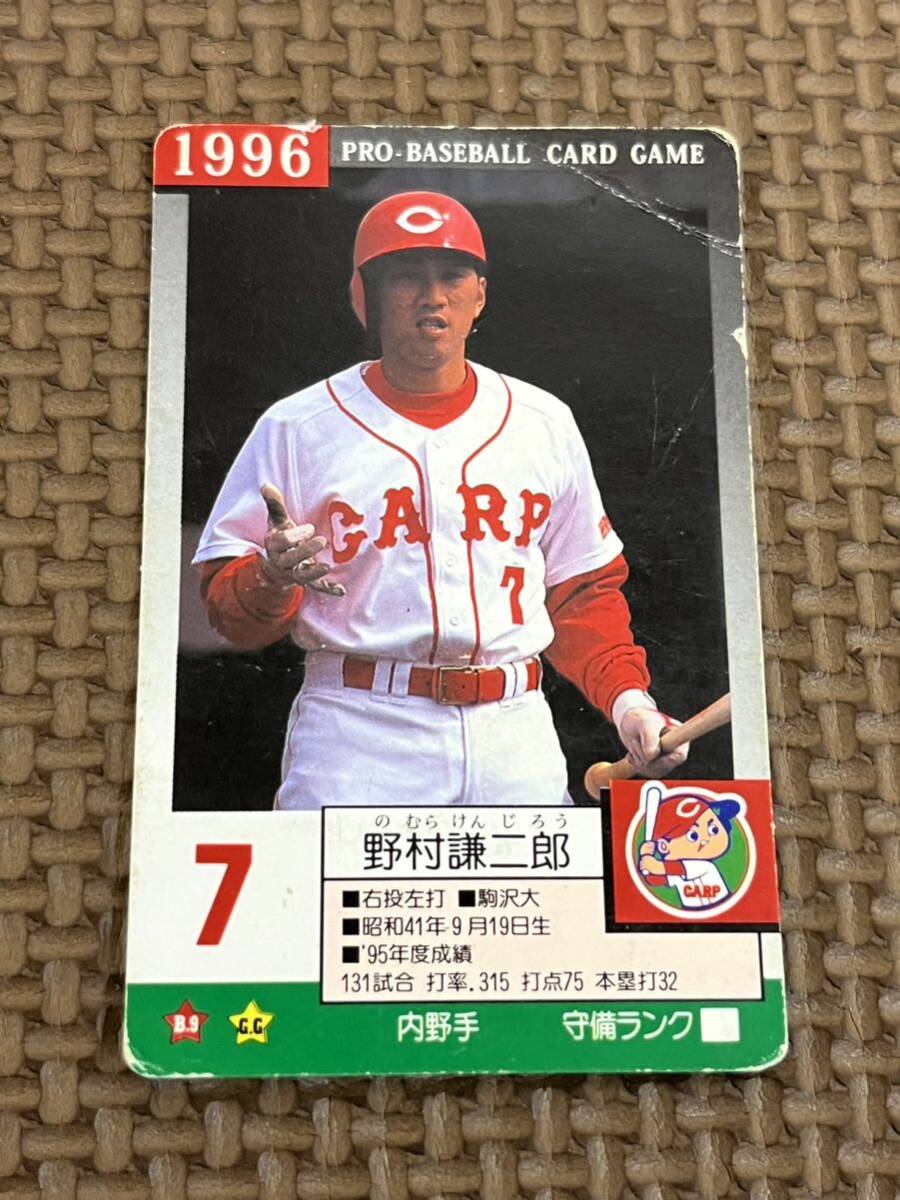 1996 PRO-BASEBALL CARD GAME
C
CARP
7
の むら けん じ ろう
野村謙二郎
7
■右投左打 ■駒沢大
■昭和41年9月19日生
■'95年度成績
131試合 打率.315 打点75 本塁打32
CARP
B.9 G.G 内野手 守備ランク